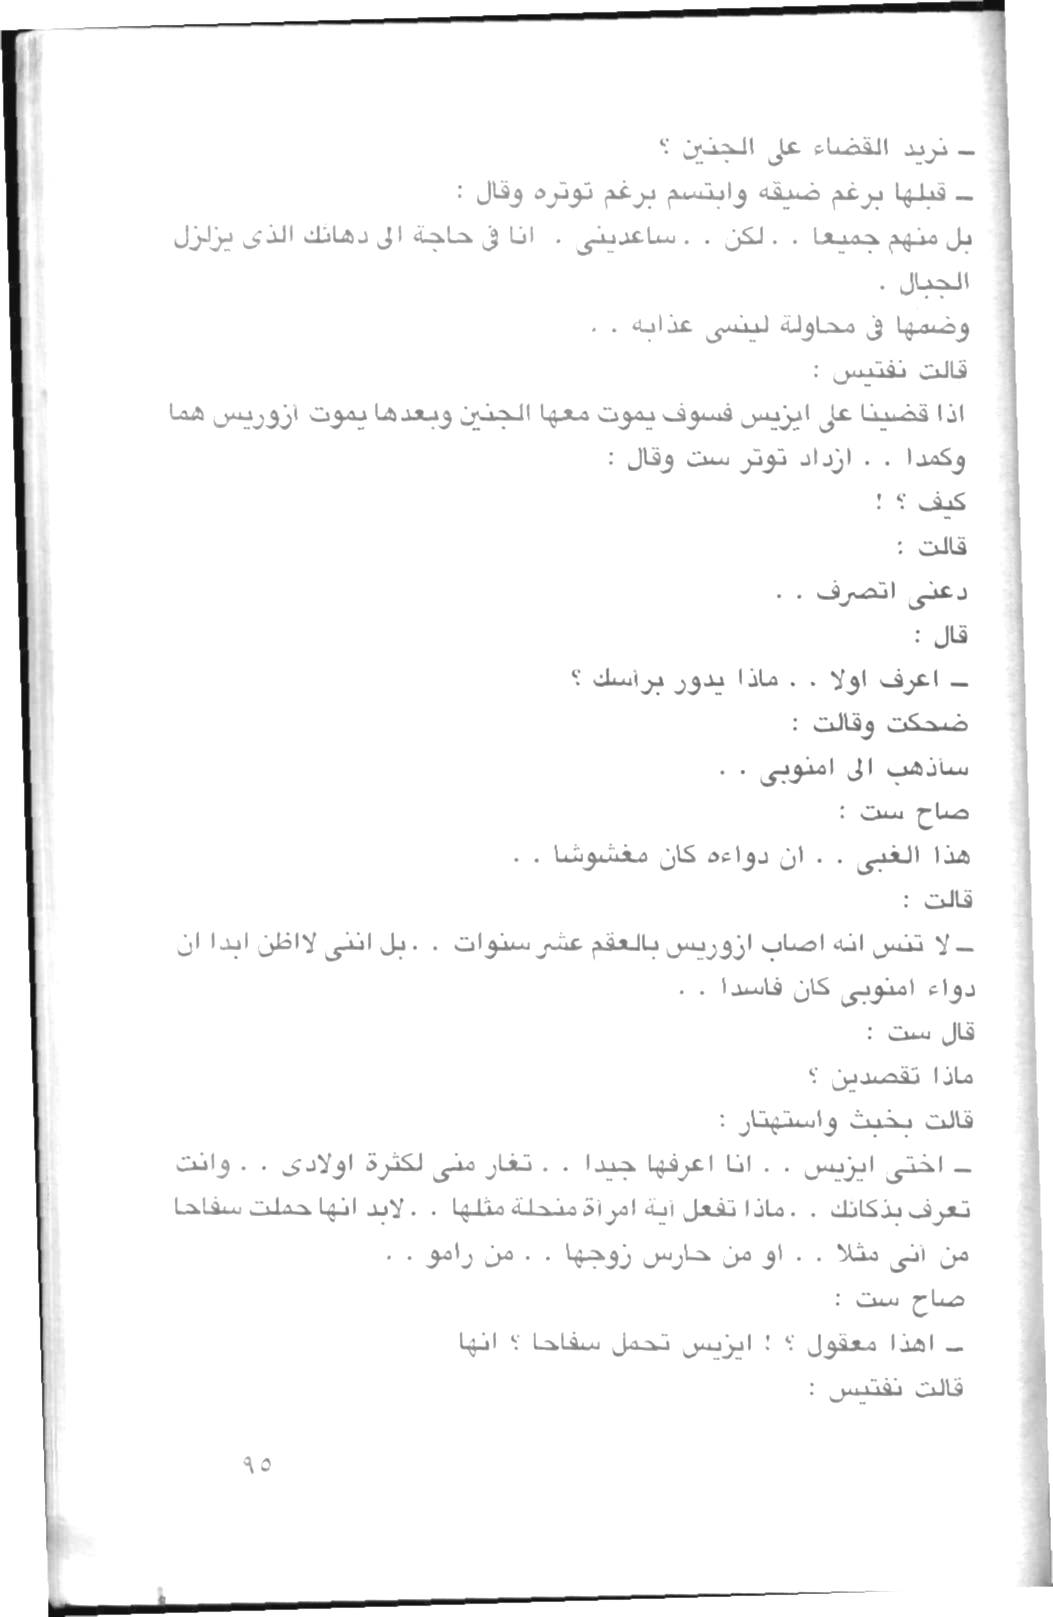 ـ نريد القضاء على الجنين ؟
ـ قبلها برغم ضيقه وابتسم برغم توتره وقال :
بل منهم جميعا . . لكن . . ساعدينى . انا في حاجة الى دهائك الذى يزلزل
الجبال .
وضمها في محاولة لينسى عذابه . .
قالت نفتيس :
اذا قضينا على ايزيس فسوف يموت معها الجنين وبعدها يموت أزوريس هما
وكمدا . . ازداد توتر ست وقال :
كيف ؟ !
قالت :
دعنى اتصرف . .
قال :
ـ اعرف اولا . . ماذا يدور برأسك ؟
ضحكت وقالت :
سأذهب الى امنوبى . .
صاح ست :
هذا الغبى . . ان دواءه كان مغشوشا . .
قالت :
ـ لا تنس انه اصاب ازوريس بالعقم عشر سنوات . . بل اننى لااظن ابدا ان
دواء امنوبى كان فاسدا . .
قال ست :
ماذا تقصدين ؟
قالت بخبث واستهتار :
ـ اختى ايزيس . . انا اعرفها جيدا . . تغار منى لكثرة اولادى . . وانت
تعرف بذكائك . . ماذا تفعل أية امرأة منحلة مثلها . . لابد انها حملت سفاحا
من آنى مثلا . . او من حارس زوجها . . من رامو . .
صاح ست :
ـ اهذا معقول ؟ ! ايزيس تحمل سفاحا ؟ انها
قالت نفتيس :
٩٥